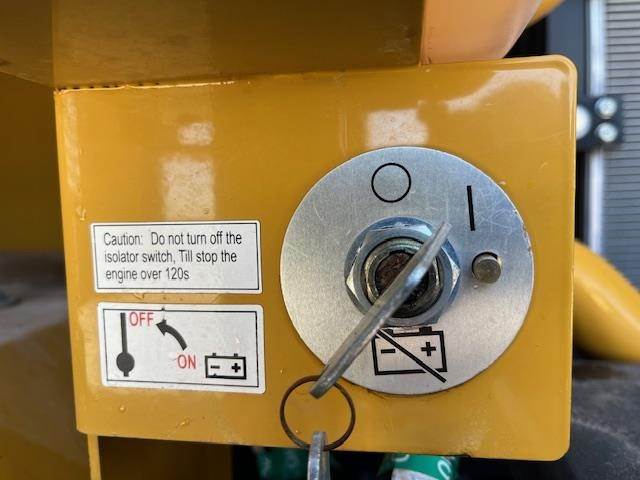 Caution: Do not turn off the
isolator switch, Till stop the
engine over 120s
OFF
ON
- +
O I
- +